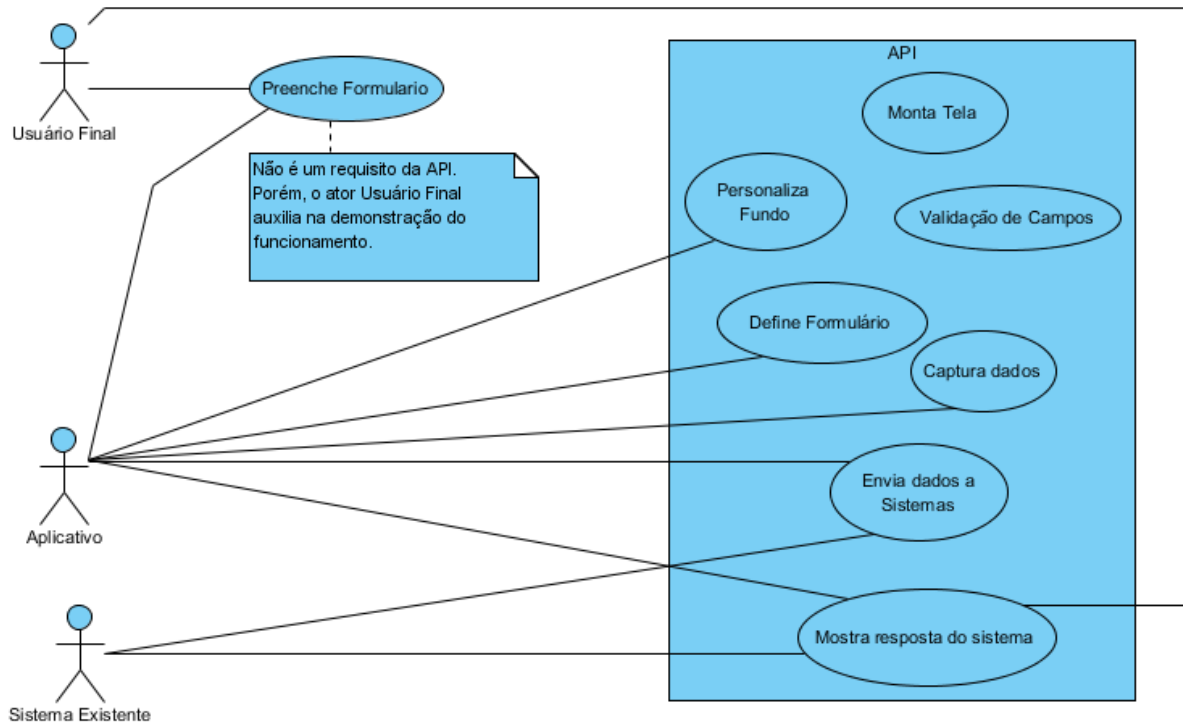 Usuário Final
Preenche Formulario
Não é um requisito da API.
Porém, o ator Usuário Final
auxilia na demonstração do
funcionamento.
API
Monta Tela
Personaliza
Fundo
Validação de Campos
Define Formulário
Captura dados
Aplicativo
Envia dados a
Sistemas
Mostra resposta do sistema
Sistema Existente